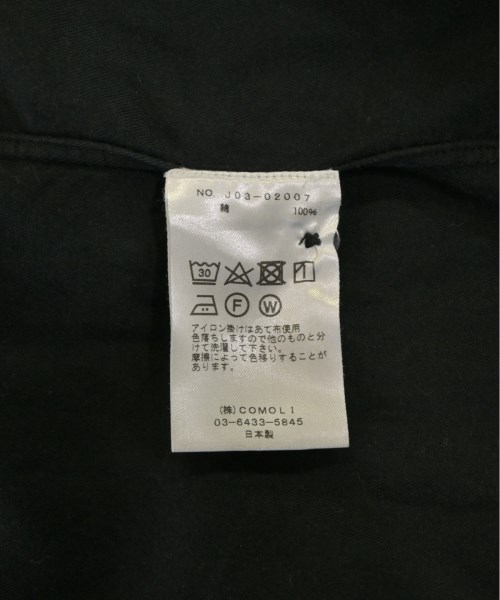 NO. J03-02007
綿 100%
30
F W
アイロン掛けはあて布使用
色落ちしますので他のものと分
けて洗濯して下さい。
摩擦によって色移りすることが
あります。
(株)COMOLI
03-6433-5845
日本製